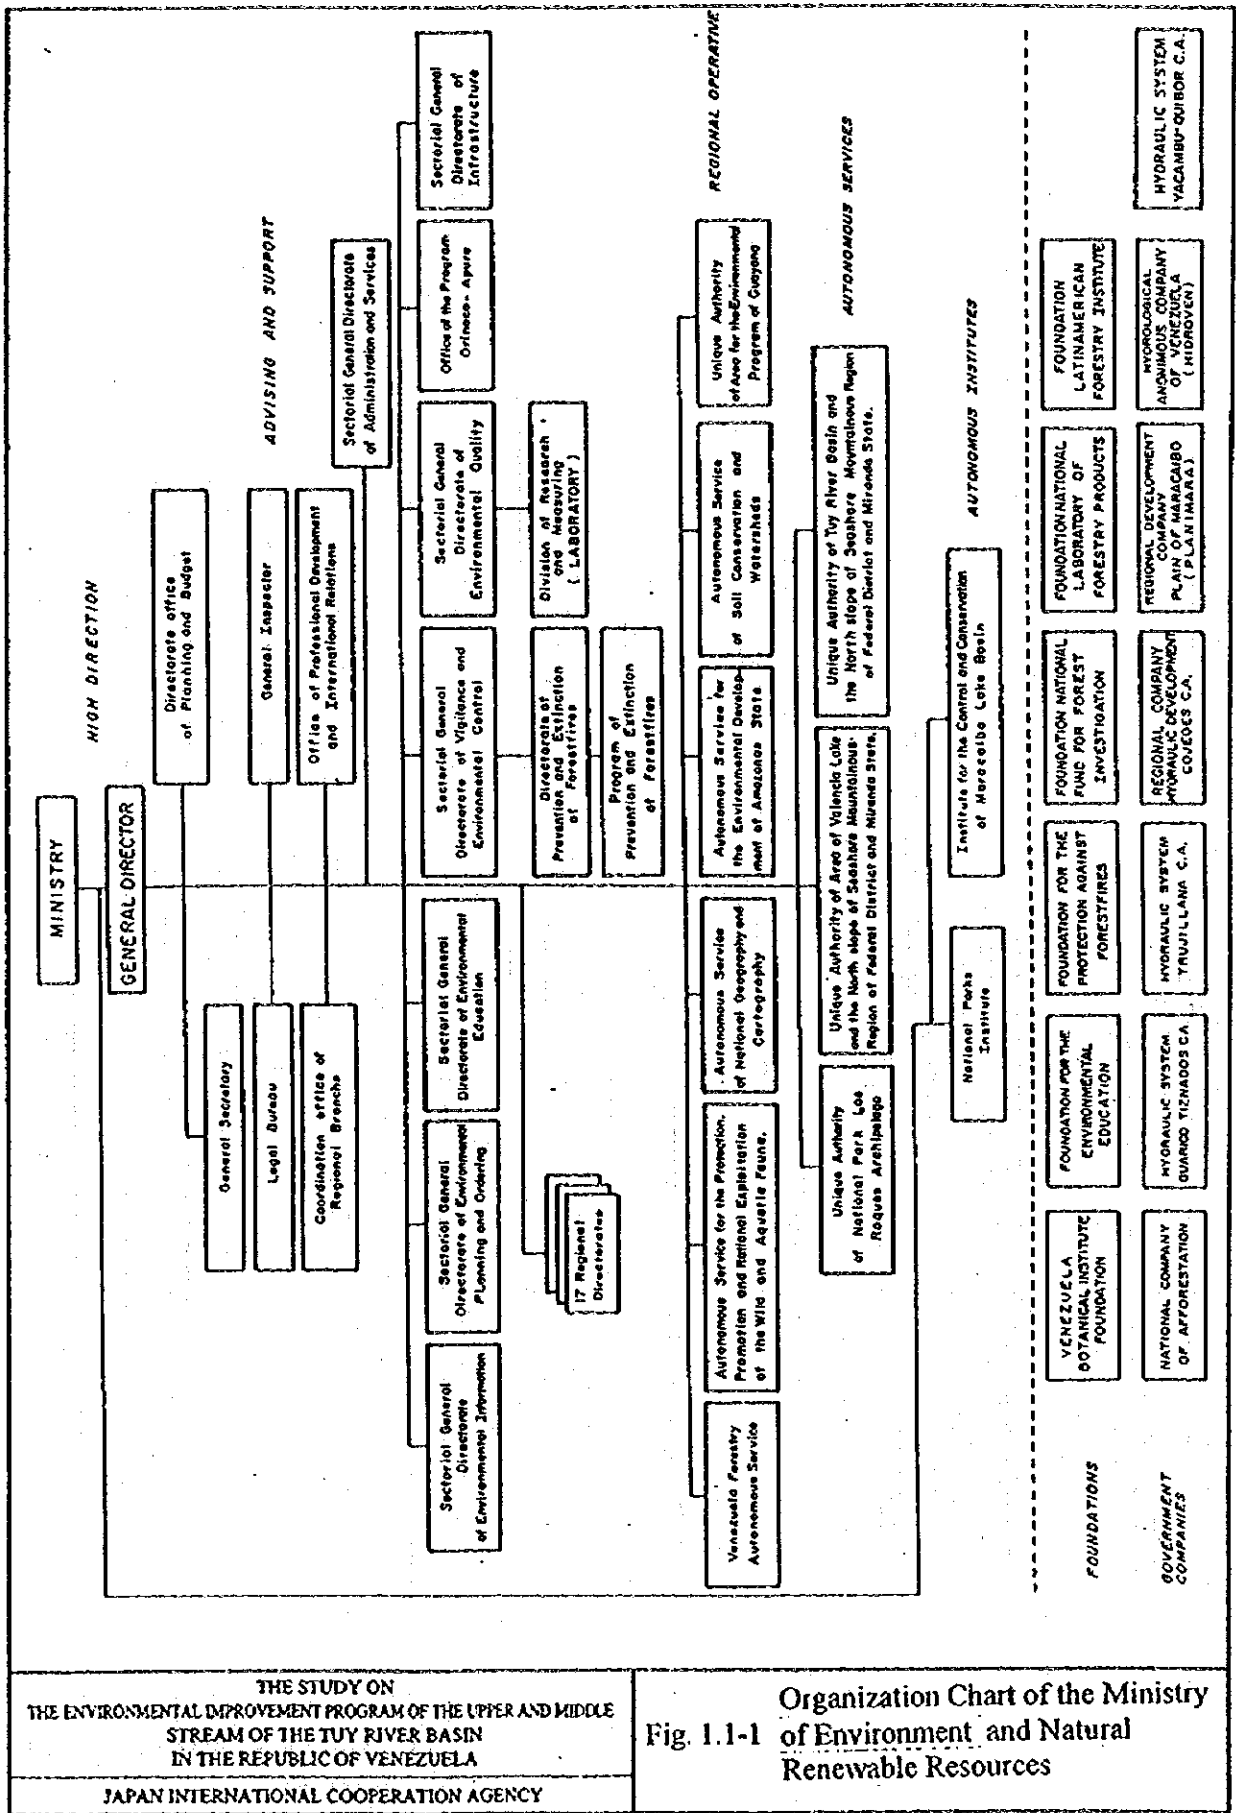 MINISTRY
HIGH DIRECTION
GENERAL DIRECTOR
Directorate office
of Planning and Budget
General Secretary
ADVISING AND SUPPORT
General Inspector
Legal Bureau
Office of Professional Development
and International Relations
Coordination office of
Regional Branchs
Sectorial General Directorate
of Administration and Services
Sectorial General
Directorate
of Environmental Information
Sectorial General
Directorate of Environmental
Planning and Ordering
Sectorial General
Directorate of Environmental
Education
Sectorial General
Directorate of Vigilance and
Environmental Control
Sectorial General
Directorate of
Environmental Quality
Office of the Program
Orinoco - Apure
Sectorial General
Directorate of
Infrastructure
17 Regional
Directorates
Directorate of
Prevention and Extinction
of Forestfires
Division of Research
and Measuring
( LABORATORY )
Program of
Prevention and Extinction
of Forestfires
REGIONAL OPERATIVE
Venezuela Forestry
Autonomous Service
Autonomous Service for the Protection,
Promotion and Rational Exploitation
of the Wild and Aquatic Faune.
Autonomous Service
of National Geography and
Cartography
Autonomous Service for
the Environmental Develop-
ment of Amazonas State.
Autonomous Service
of Soil Conservation and
Watersheds
Unique Authority
of Area for the Environmental
Program of Guayana
AUTONOMOUS SERVICES
Unique Authority
of National Park Los
Roques Archipelago
Unique Authority of Area of Valencia Lake
and the North slope of Seashore Mountainous
Region of Federal District and Miranda State.
Unique Authority of Tuy River Basin and
the North slope of Seashore Mountainous Region
of Federal District and Miranda State.
AUTONOMOUS INSTITUTES
National Parks
Institute
Institute for the Control and Conservation
of Maracaibo Lake Basin
FOUNDATIONS
VENEZUELA
BOTANICAL INSTITUTE
FOUNDATION
FOUNDATION FOR THE
ENVIRONMENTAL
EDUCATION
FOUNDATION FOR THE
PROTECTION AGAINST
FORESTFIRES
FOUNDATION NATIONAL
FUND FOR FOREST
INVESTIGATION
FOUNDATION NATIONAL
LABORATORY OF
FORESTRY PRODUCTS
FOUNDATION
LATINAMERICAN
FORESTRY INSTITUTE
GOVERNMENT
COMPANIES
NATIONAL COMPANY
OF AFFORESTATION
HYDRAULIC SYSTEM
GUARICO TIZNADOS C.A.
HYDRAULIC SYSTEM
TRUJILLANA C.A.
REGIONAL COMPANY
HYDRAULIC DEVELOPMENT
COJEDES CA.
REGIONAL DEVELOPMENT
COMPANY
PLAIN OF MARACAIBO
( PLANIMARA )
HYDROLOGICAL
ANONIMOUS COMPANY
OF VENEZUELA
( HIDROVEN )
HYDRAULIC SYSTEM
YACAMBU-QUIBOR C.A.
THE STUDY ON
THE ENVIRONMENTAL IMPROVEMENT PROGRAM OF THE UPPER AND MIDDLE
STREAM OF THE TUY RIVER BASIN
IN THE REPUBLIC OF VENEZUELA
JAPAN INTERNATIONAL COOPERATION AGENCY
Fig. 1.1-1 Organization Chart of the Ministry
of Environment and Natural
Renewable Resources